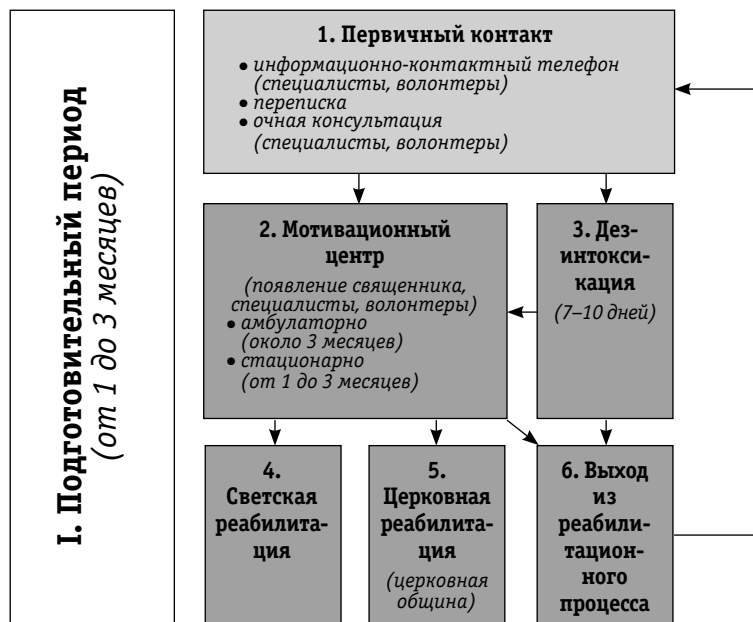 I. Подготовительный период
(от 1 до 3 месяцев)
1. Первичный контакт
• информационно-контактный телефон
(специалисты, волонтеры)
• переписка
• очная консультация
(специалисты, волонтеры)
2. Мотивационный
центр
(появление священника,
специалисты, волонтеры)
• амбулаторно
(около 3 месяцев)
• стационарно
(от 1 до 3 месяцев)
3. Дез-
интокси-
кация
(7–10 дней)
4.
Светская
реабилита-
ция
5.
Церковная
реабилита-
ция
(церковная
община)
6. Выход
из
реабили-
тацион-
ного
процесса